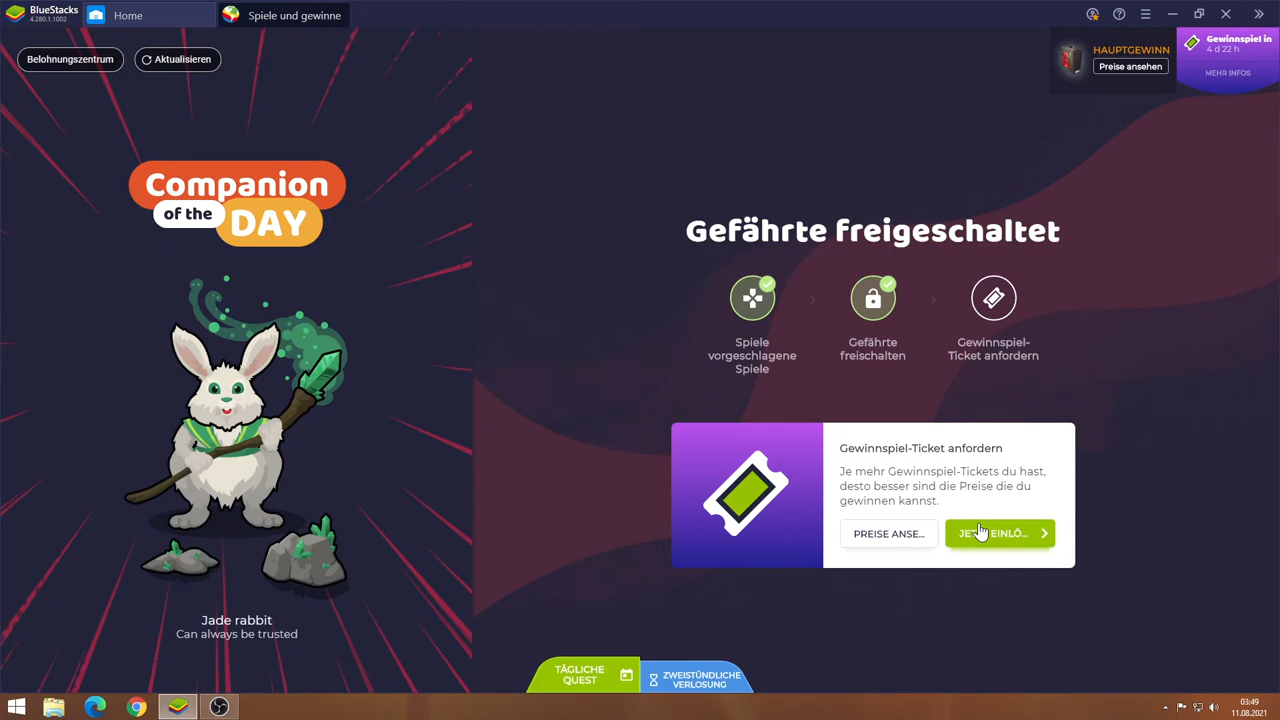 BlueStacks
4.280.1.1002
Home
Spiele und gewinne
Belohnungszentrum
Aktualisieren
HAUPTGEWINN
Preise ansehen
Gewinnspiel in
4 d 22 h
MEHR INFOS
Companion
of the
DAY
Gefährte freigeschaltet
Spiele
vorgeschlagene
Spiele
Gefährte
freischalten
Gewinnspiel-
Ticket anfordern
Gewinnspiel-Ticket anfordern
Je mehr Gewinnspiel-Tickets du hast,
desto besser sind die Preise die du
gewinnen kannst.
PREISE ANSE...
EINLÖ...
Jade rabbit
Can always be trusted
TÄGLICHE
QUEST
ZWEISTÜNDLICHE
VERLOSUNG
03:49
11.08.2021